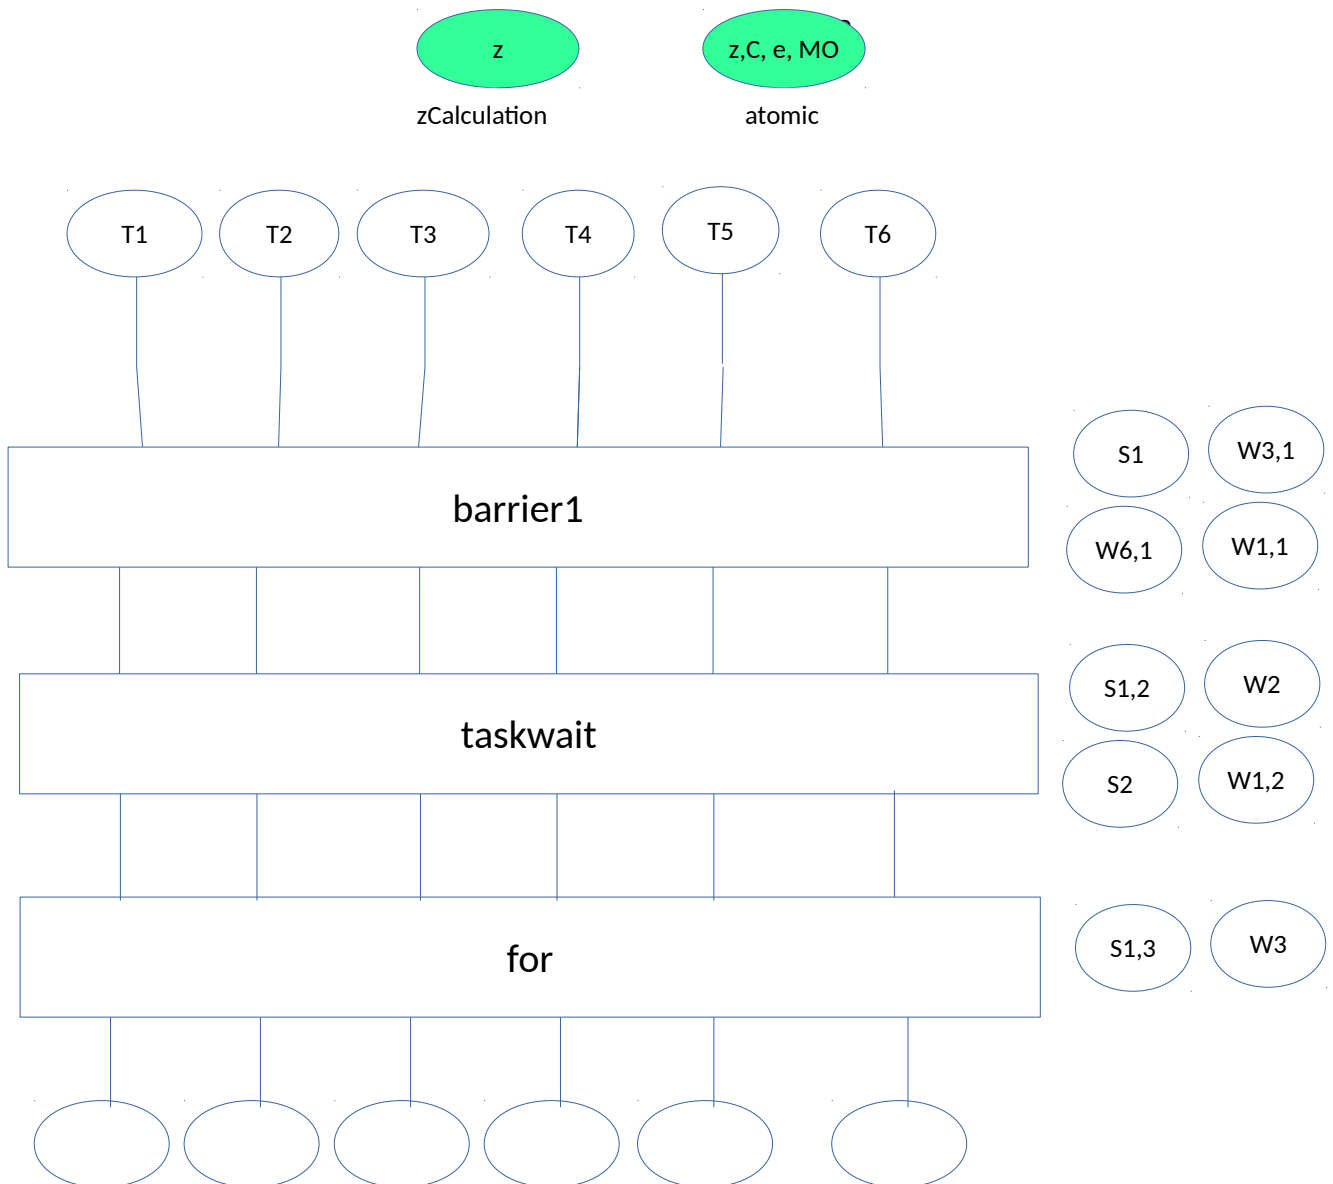 z
z,C, e, MO
zCalculation
atomic
T1
T2
T3
T4
T5
T6
barrier1
S1
W3,1
W6,1
W1,1
taskwait
S1,2
W2
S2
W1,2
for
S1,3
W3